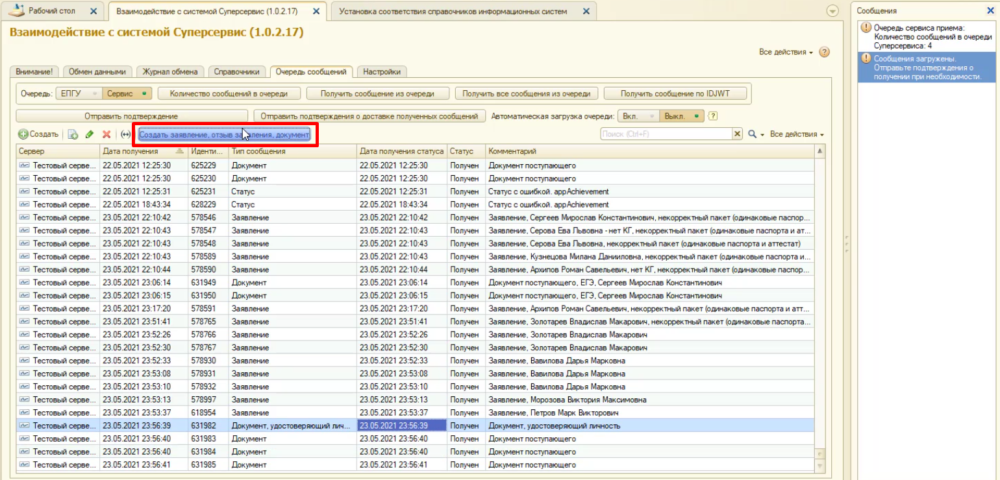 Рабочий стол
Взаимодействие с системой Суперсервис (1.0.2.17)
Установка соответствия справочников информационных систем
Взаимодействие с системой Суперсервис (1.0.2.17)
Все действия
Внимание! Обмен данными Журнал обмена Справочники Очередь сообщений Настройки
Очередь: ЕПГУ Сервис Количество сообщений в очереди Получить сообщение из очереди Получить все сообщения из очереди Получить сообщение по IDJWT
Отправить подтверждение Отправить подтверждения о доставке полученных сообщений Автоматическая загрузка очереди: Вкл. Выкл. ?
Создать Создать заявление, отзыв документ Поиск (Ctrl+F) Все действия
Сервер Дата получения Иденти... Тип сообщения Дата получения статуса Статус Комментарий
Тестовый серве... 22.05.2021 12:25:30 625229 Документ 22.05.2021 12:25:30 Получен Документ поступающего
Тестовый серве... 22.05.2021 12:25:30 625230 Документ 22.05.2021 12:25:30 Получен Документ поступающего
Тестовый серве... 22.05.2021 12:25:31 625231 Статус 22.05.2021 12:25:31 Получен Статус с ошибкой. appAchievement
Тестовый серве... 22.05.2021 18:43:34 628229 Статус 22.05.2021 18:43:34 Получен Статус с ошибкой. appAchievement
Тестовый серве... 23.05.2021 22:10:42 578546 Заявление 23.05.2021 22:10:42 Получен Заявление, Сергеев Мирослав Константинович, некорректный пакет (одинаковые паспор...
Тестовый серве... 23.05.2021 22:10:43 578547 Заявление 23.05.2021 22:10:43 Получен Заявление, Серова Ева Львовна - нет КГ, некорректный пакет (одинаковые паспорта и ат...
Тестовый серве... 23.05.2021 22:10:43 578548 Заявление 23.05.2021 22:10:43 Получен Заявление, Серова Ева Львовна, некорректный пакет (одинаковые паспорта и аттестат)
Тестовый серве... 23.05.2021 22:10:43 578589 Заявление 23.05.2021 22:10:43 Получен Заявление, Кузнецова Милана Данииловна, некорректный пакет (одинаковые паспорта и...
Тестовый серве... 23.05.2021 22:10:44 578590 Заявление 23.05.2021 22:10:44 Получен Заявление, Архипов Роман Савельевич, нет КГ, некорректный пакет (одинаковые паспор...
Тестовый серве... 23.05.2021 23:06:14 631949 Документ 23.05.2021 23:06:14 Получен Документ поступающего, ЕГЭ, Сергеев Мирослав Константинович
Тестовый серве... 23.05.2021 23:06:15 631950 Документ 23.05.2021 23:06:15 Получен Документ поступающего, ЕГЭ, Сергеев Мирослав Константинович
Тестовый серве... 23.05.2021 23:17:20 578591 Заявление 23.05.2021 23:17:20 Получен Заявление, Архипов Роман Савельевич, некорректный пакет (одинаковые паспорта и атт...
Тестовый серве... 23.05.2021 23:51:41 578765 Заявление 23.05.2021 23:51:41 Получен Заявление, Золотарев Владислав Макарович, некорректный пакет (одинаковые паспорта...
Тестовый серве... 23.05.2021 23:52:26 578766 Заявление 23.05.2021 23:52:26 Получен Заявление, Золотарев Владислав Макарович
Тестовый серве... 23.05.2021 23:52:30 578767 Заявление 23.05.2021 23:52:30 Получен Заявление, Золотарев Владислав Макарович
Тестовый серве... 23.05.2021 23:52:33 578930 Заявление 23.05.2021 23:52:33 Получен Заявление, Вавилова Дарья Марковна
Тестовый серве... 23.05.2021 23:53:08 578931 Заявление 23.05.2021 23:53:08 Получен Заявление, Вавилова Дарья Марковна
Тестовый серве... 23.05.2021 23:53:10 578932 Заявление 23.05.2021 23:53:10 Получен Заявление, Вавилова Дарья Марковна
Тестовый серве... 23.05.2021 23:53:13 578997 Заявление 23.05.2021 23:53:13 Получен Заявление, Морозова Виктория Максимовна
Тестовый серве... 23.05.2021 23:53:37 618954 Заявление 23.05.2021 23:53:37 Получен Заявление, Петров Марк Викторович
Тестовый серве... 23.05.2021 23:56:39 631982 Документ, удостоверяющий лич... 23.05.2021 23:56:39 Получен Документ, удостоверяющий личность
Тестовый серве... 23.05.2021 23:56:40 631983 Документ 23.05.2021 23:56:40 Получен Документ поступающего
Тестовый серве... 23.05.2021 23:56:40 631984 Документ 23.05.2021 23:56:40 Получен Документ поступающего
Тестовый серве... 23.05.2021 23:56:41 631985 Документ 23.05.2021 23:56:41 Получен Документ поступающего
Сообщения
Очередь сервиса приема:
Количество сообщений в очереди
Суперсервиса: 4
Сообщения загружены.
Отправьте подтверждения о
получении при необходимости.